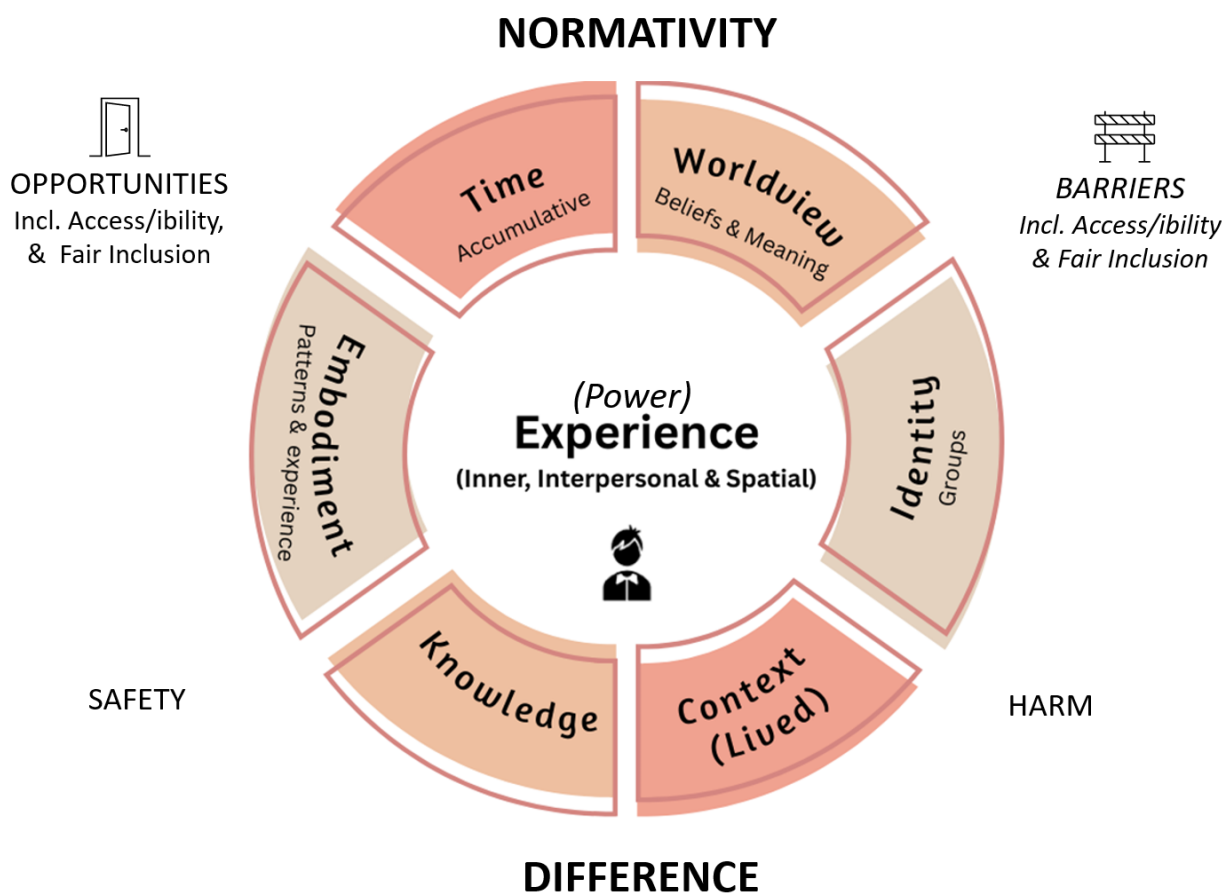 NORMATIVITY
OPPORTUNITIES
Incl. Access/ibility,
& Fair Inclusion
BARRIERS
Incl. Access/ibility
& Fair Inclusion
Time
Accumulative
Worldview
Beliefs & Meaning
Embodiment
Patterns & experience
Identity
Groups
(Power)
Experience
(Inner, Interpersonal & Spatial)
Knowledge
Context
(Lived)
SAFETY
HARM
DIFFERENCE